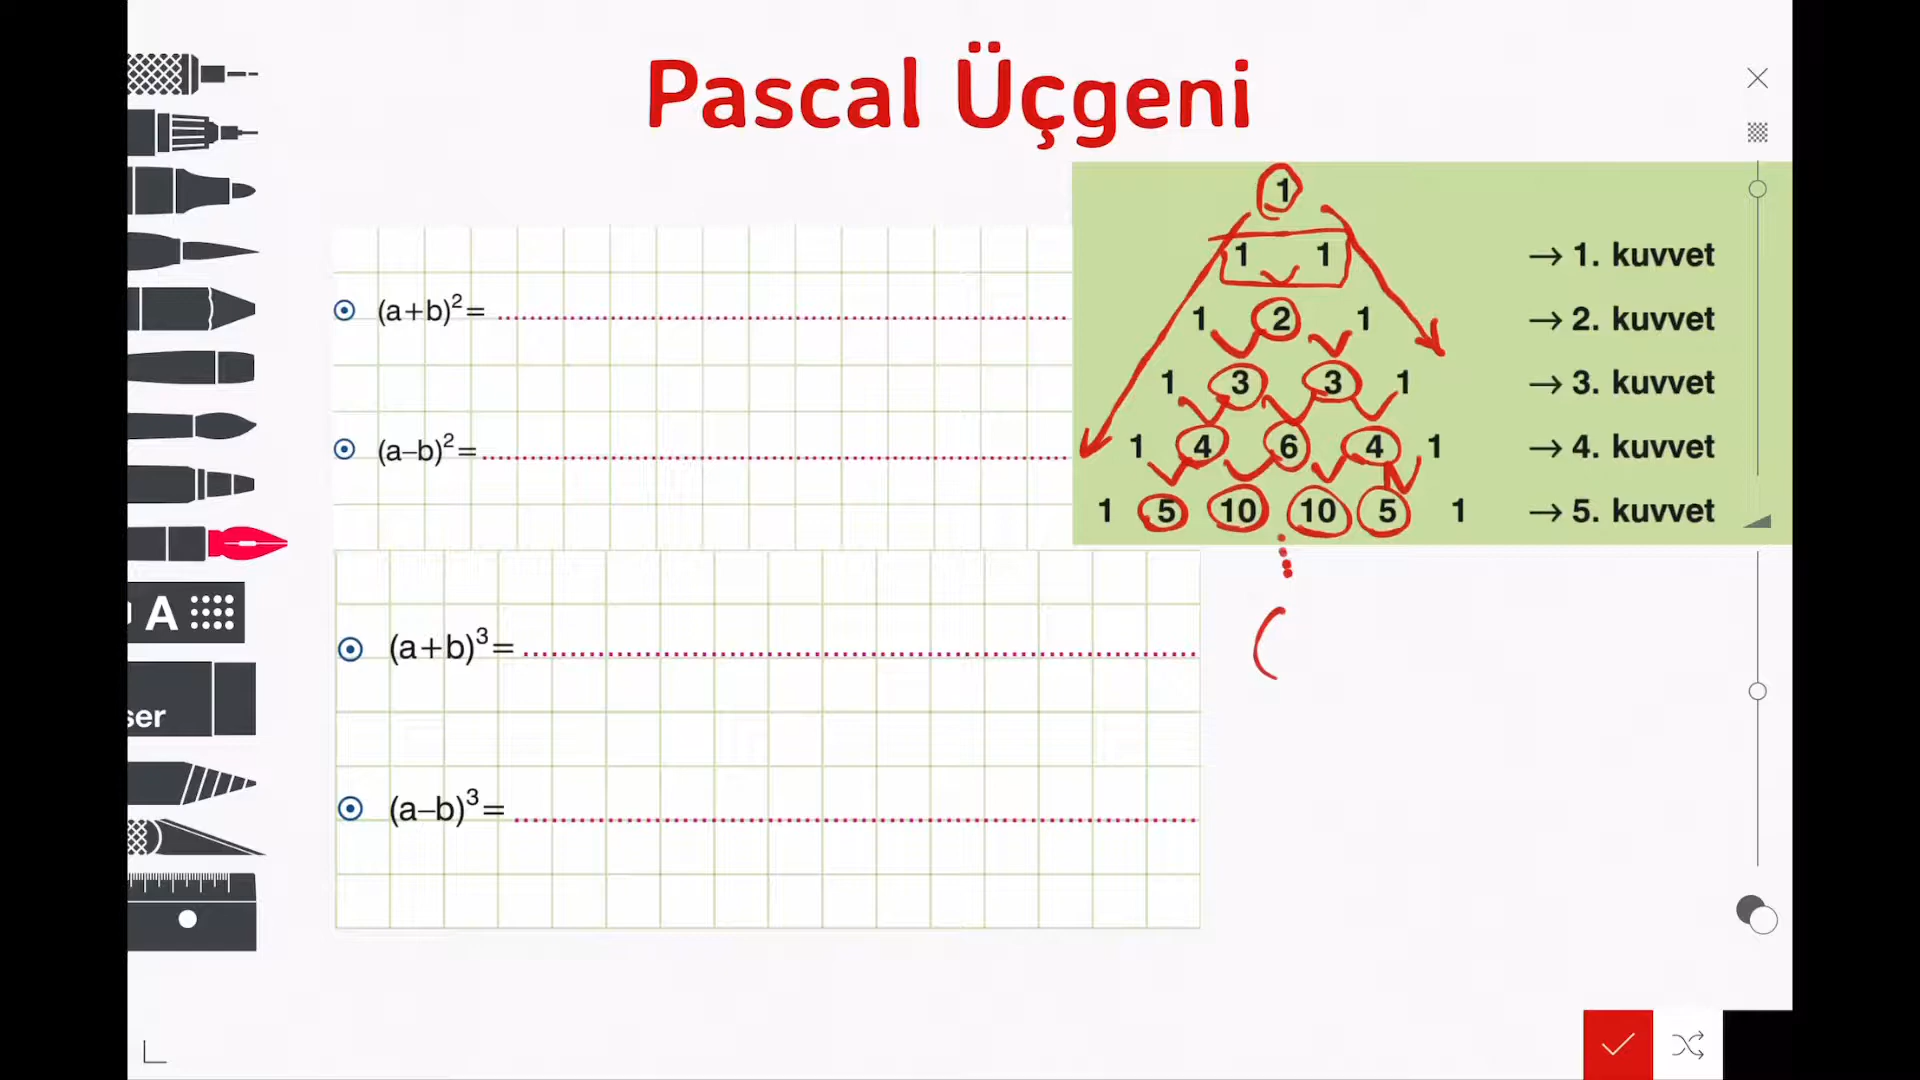 Pascal Üçgeni
1
1 1 → 1. kuvvet
(a+b)²=
1 2 1 → 2. kuvvet
1 3 3 1 → 3. kuvvet
(a–b)²=
1 4 6 4 1 → 4. kuvvet
1 5 10 10 5 1 → 5. kuvvet
A
(a+b)³=
(
ser
(a–b)³=